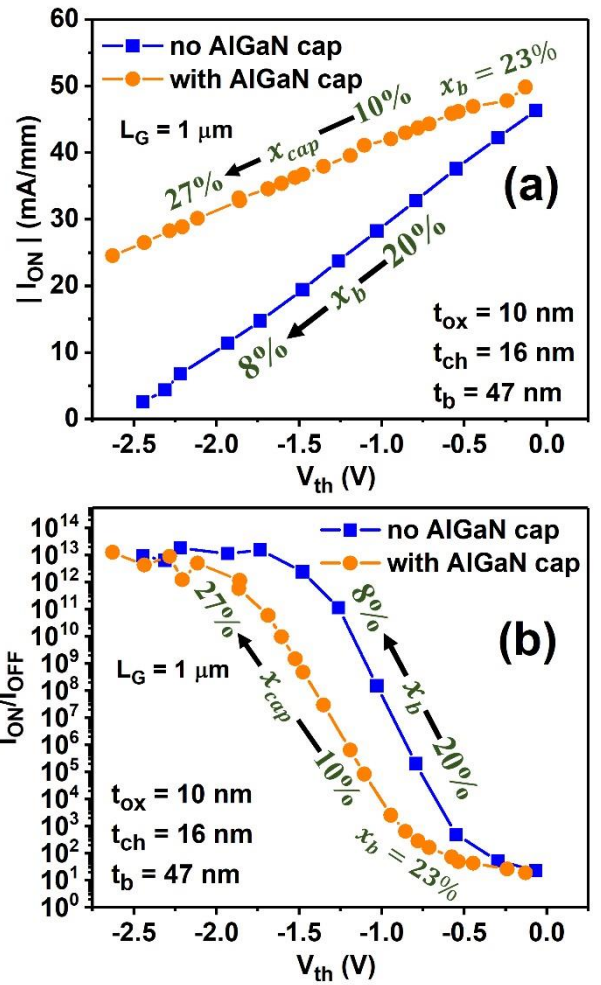 60
50
40
30
20
10
0
| I_ON | (mA/mm)
no AlGaN cap
with AlGaN cap
x_b = 23%
10%
x_cap
27%
L_G = 1 μm
(a)
20%
x_b
8%
t_ox = 10 nm
t_ch = 16 nm
t_b = 47 nm
-2.5 -2.0 -1.5 -1.0 -0.5 0.0
V_th (V)
10^14
10^13
10^12
10^11
10^10
10^9
10^8
10^7
10^6
10^5
10^4
10^3
10^2
10^1
10^0
I_ON/I_OFF
no AlGaN cap
with AlGaN cap
27%
8%
(b)
L_G = 1 μm
x_cap
x_b
10%
20%
t_ox = 10 nm
t_ch = 16 nm
t_b = 47 nm
x_b = 23%
-2.5 -2.0 -1.5 -1.0 -0.5 0.0
V_th (V)